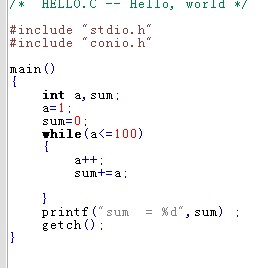 /*  HELLO.C -- Hello, world */
#include "stdio.h"
#include "conio.h"
main()
{
    int a,sum;
    a=1;
    sum=0;
    while(a<=100)
    {
        a++;
        sum+=a;
    }
    printf("sum  = %d",sum) ;
    getch();
}